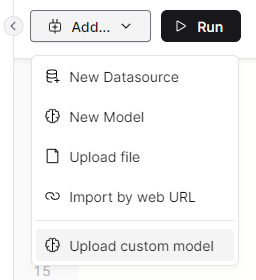 Add...
Run
New Datasource
New Model
Upload file
Import by web URL
Upload custom model
15